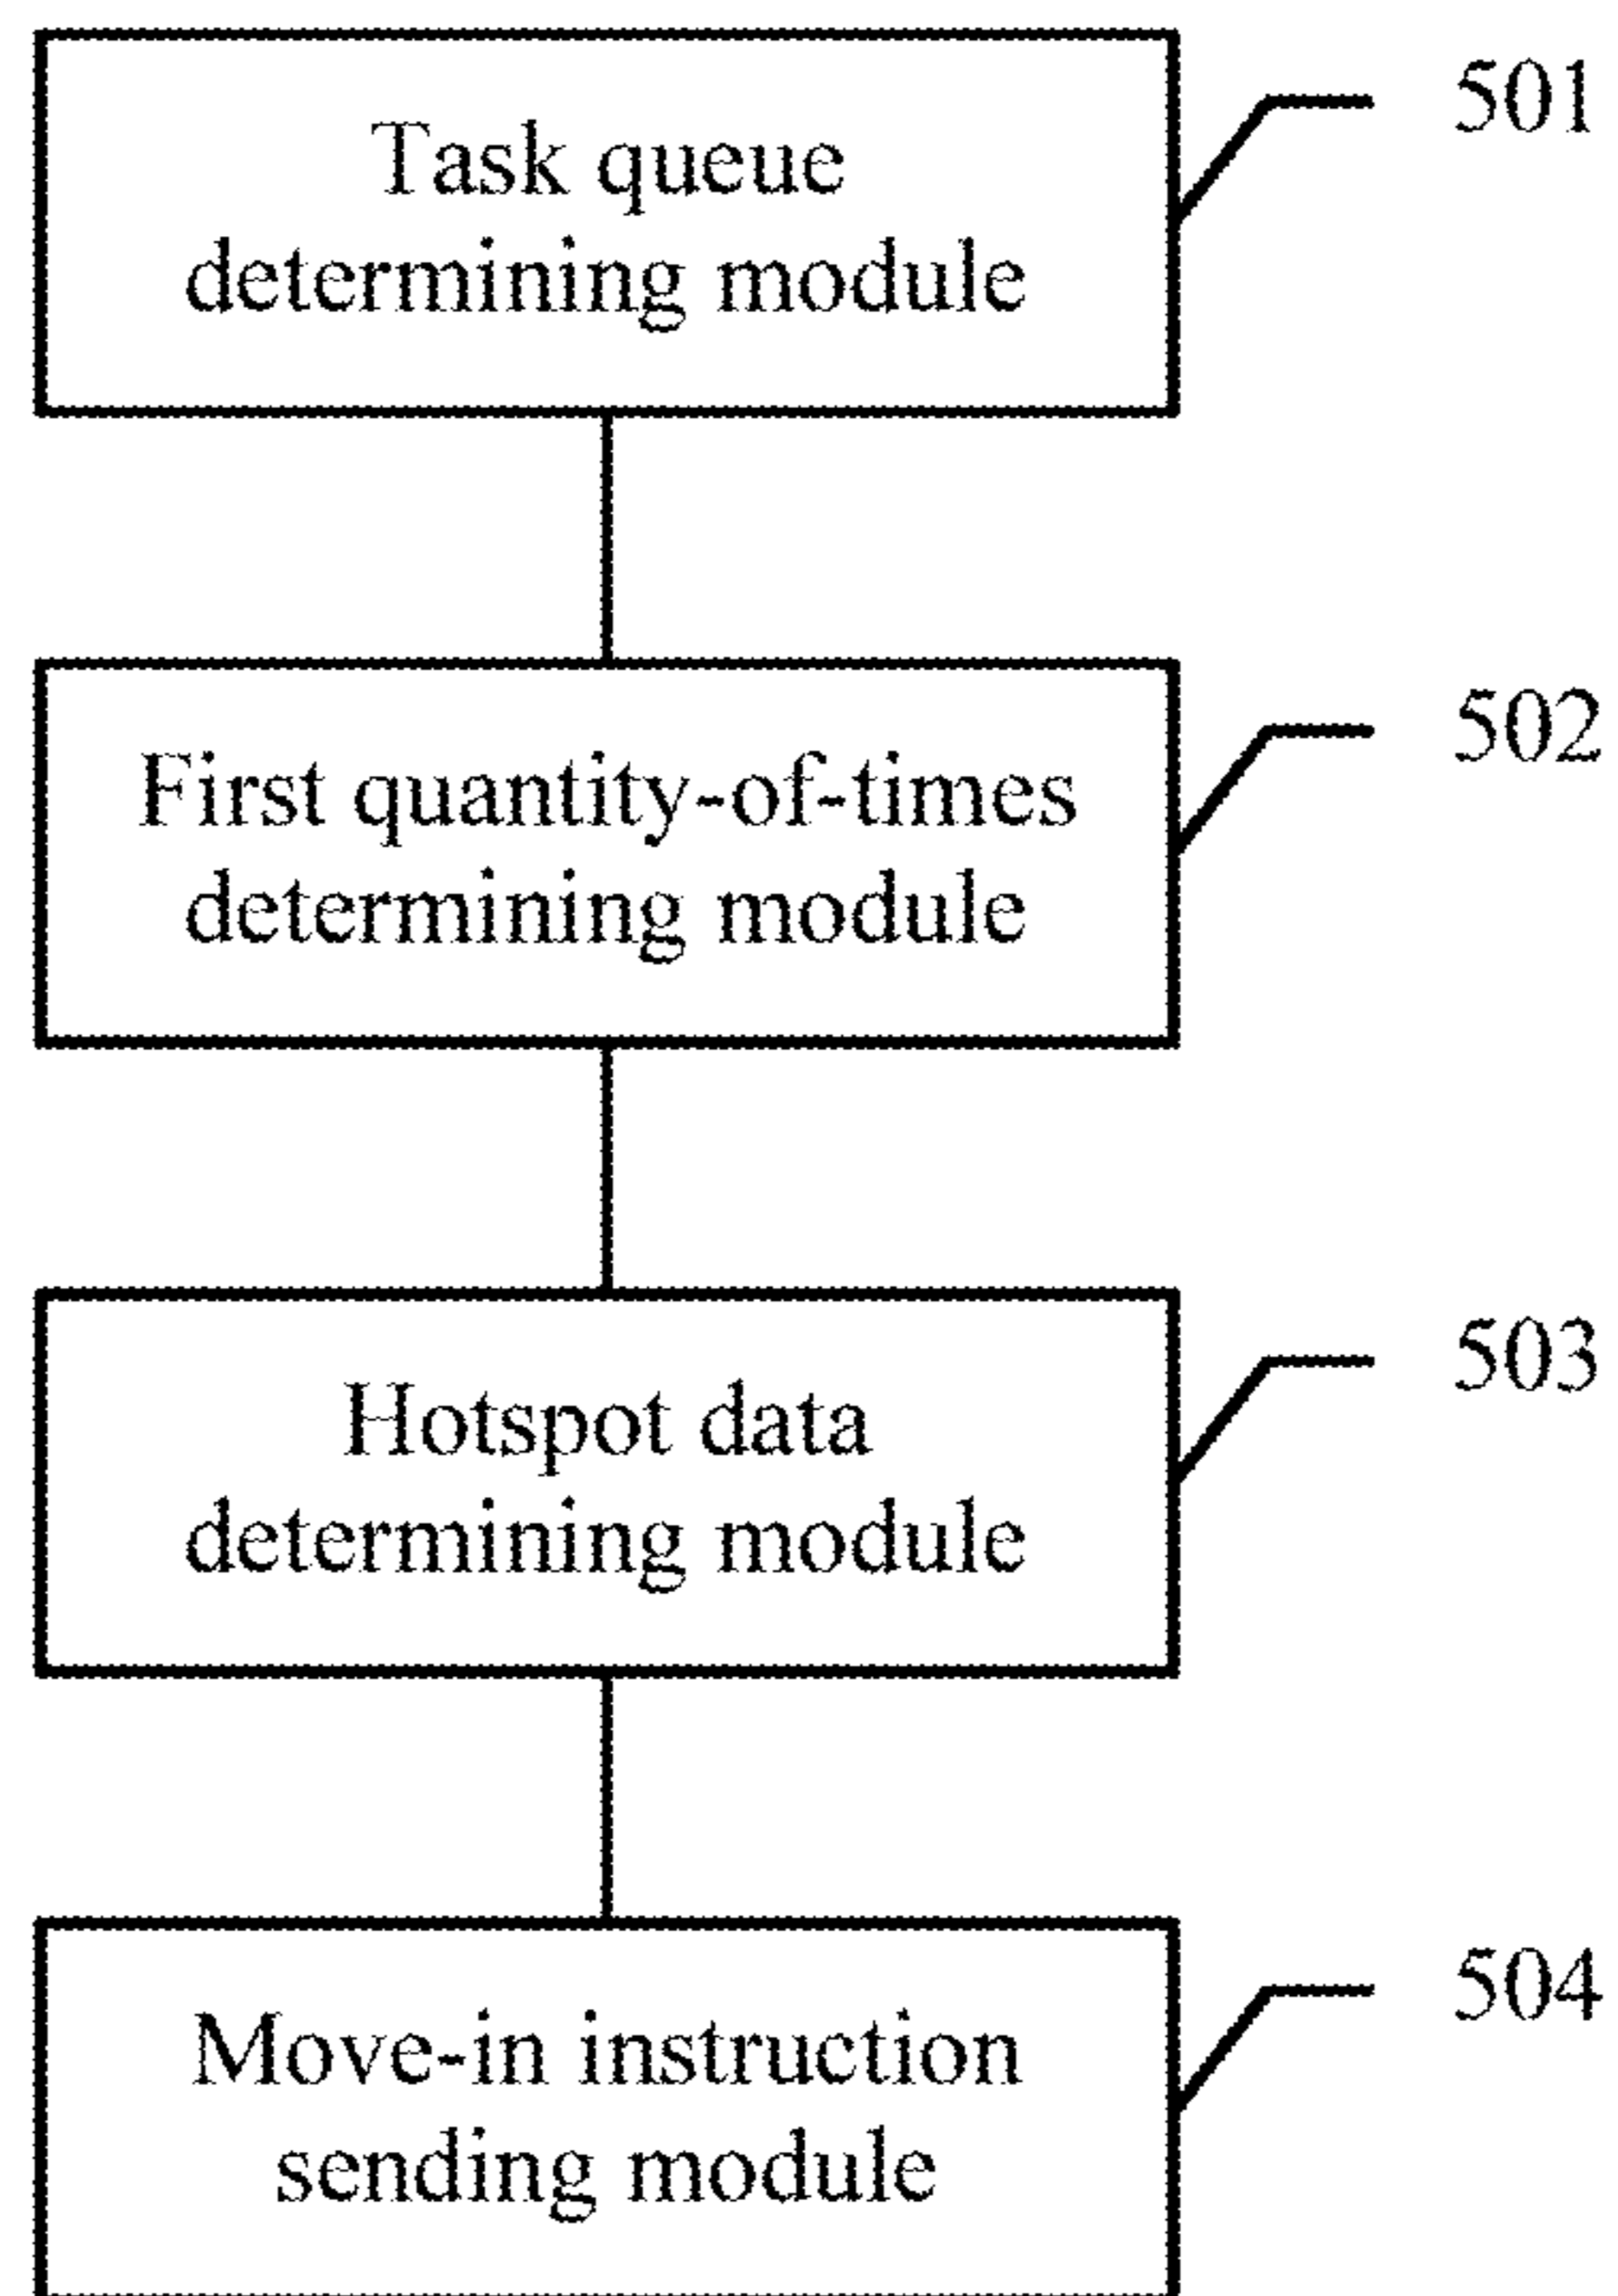 Task queue
determining module
501
First quantity-of-times
determining module
502
Hotspot data
determining module
503
Move-in instruction
sending module
504